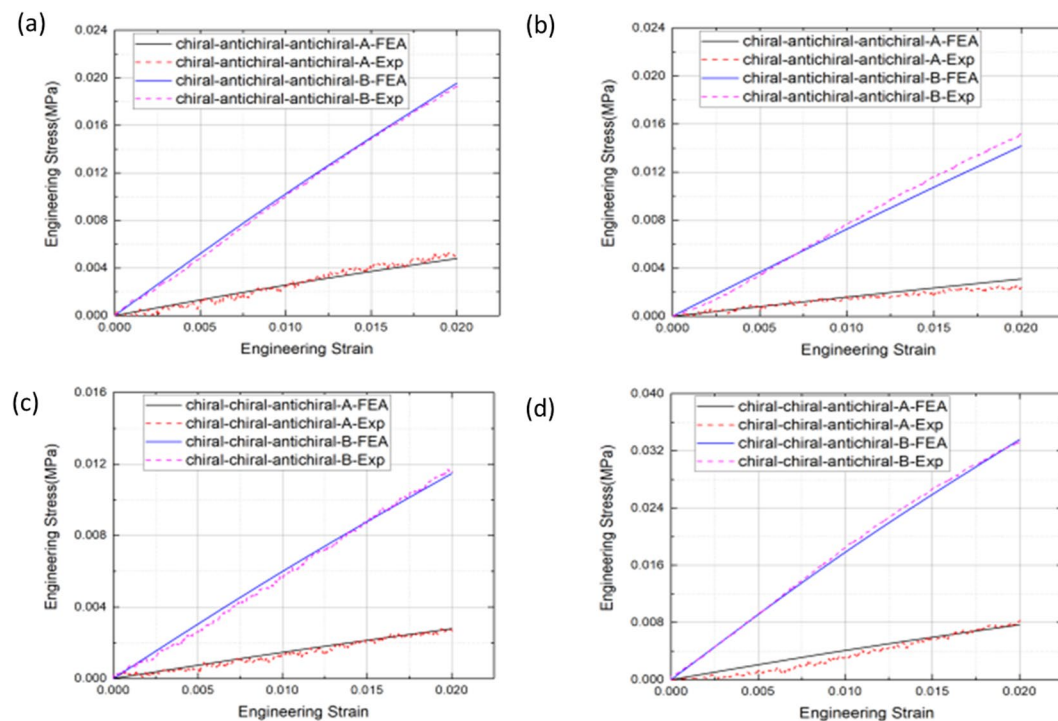 (a)
0.024
0.020
0.016
0.012
0.008
0.004
0.000
Engineering Stress(MPa)
chiral-antichiral-antichiral-A-FEA
chiral-antichiral-antichiral-A-Exp
chiral-antichiral-antichiral-B-FEA
chiral-antichiral-antichiral-B-Exp
0.000 0.005 0.010 0.015 0.020
Engineering Strain
(b)
0.024
0.020
0.016
0.012
0.008
0.004
0.000
Engineering Stress(MPa)
chiral-antichiral-antichiral-A-FEA
chiral-antichiral-antichiral-A-Exp
chiral-antichiral-antichiral-B-FEA
chiral-antichiral-antichiral-B-Exp
0.000 0.005 0.010 0.015 0.020
Engineering Strain
(c)
0.016
0.012
0.008
0.004
0.000
Engineering Stress(MPa)
chiral-chiral-antichiral-A-FEA
chiral-chiral-antichiral-A-Exp
chiral-chiral-antichiral-B-FEA
chiral-chiral-antichiral-B-Exp
0.000 0.005 0.010 0.015 0.020
Engineering Strain
(d)
0.040
0.032
0.024
0.016
0.008
0.000
Engineering Stress(MPa)
chiral-chiral-antichiral-A-FEA
chiral-chiral-antichiral-A-Exp
chiral-chiral-antichiral-B-FEA
chiral-chiral-antichiral-B-Exp
0.000 0.005 0.010 0.015 0.020
Engineering Strain